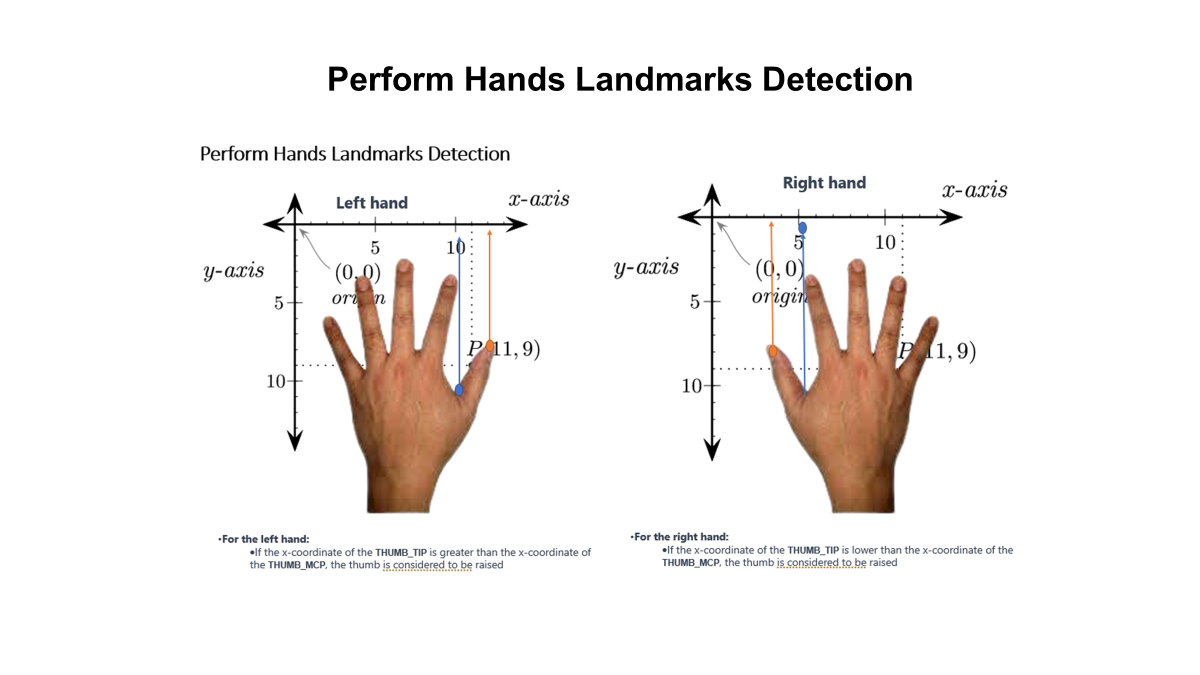 Perform Hands Landmarks Detection
Perform Hands Landmarks Detection
Left hand
x-axis
5
10
y-axis
(0, 0)
origin
5
P(11, 9)
10
•For the left hand:
•If the x-coordinate of the THUMB_TIP is greater than the x-coordinate of
the THUMB_MCP, the thumb is considered to be raised
Right hand
x-axis
5
10
y-axis
(0, 0)
origin
5
P(11, 9)
10
•For the right hand:
•If the x-coordinate of the THUMB_TIP is lower than the x-coordinate of the
THUMB_MCP, the thumb is considered to be raised